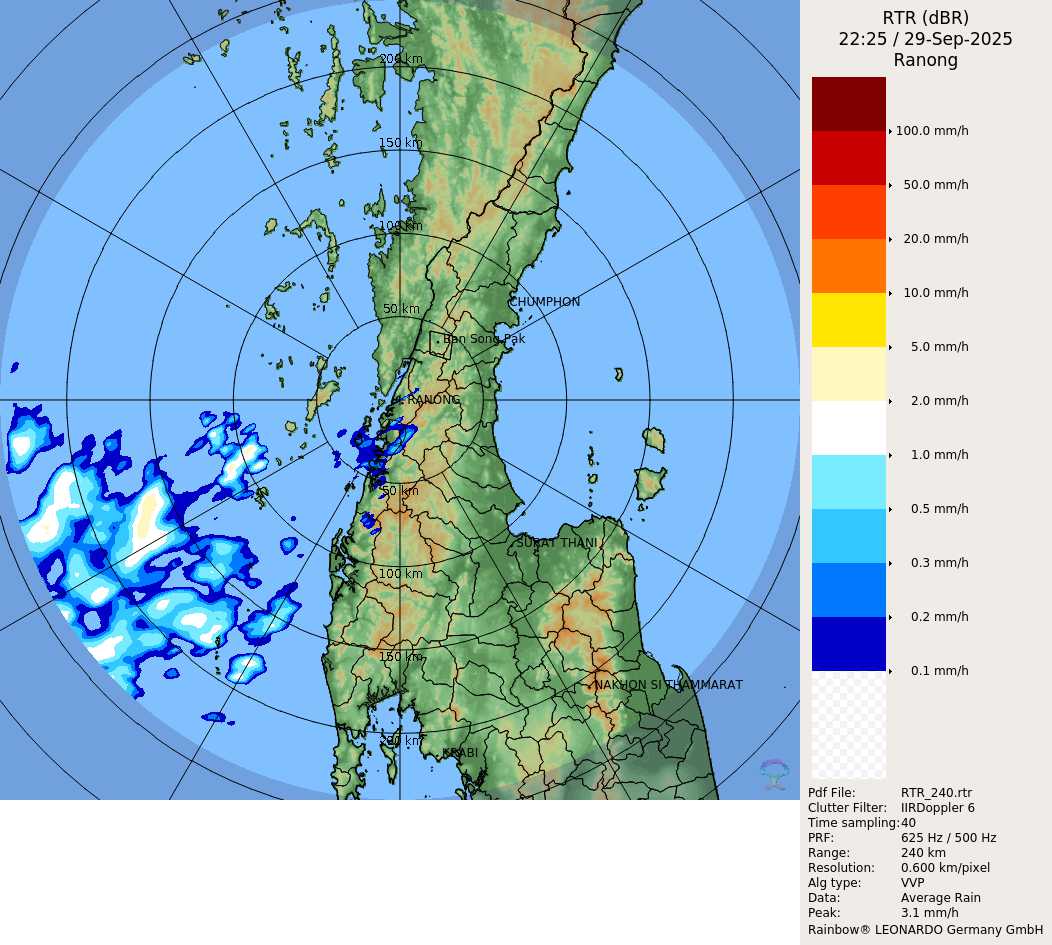 RTR (dBR)
22:25 / 29-Sep-2025
Ranong
100.0 mm/h
50.0 mm/h
20.0 mm/h
10.0 mm/h
5.0 mm/h
2.0 mm/h
1.0 mm/h
0.5 mm/h
0.3 mm/h
0.2 mm/h
0.1 mm/h
200 km
150 km
100 km
50 km
CHUMPHON
Ban Song Pak
RANONG
50 km
SURAT THANI
100 km
150 km
NAKHON SI THAMMARAT
200 km
KRABI
Pdf File: RTR_240.rtr
Clutter Filter: IIRDoppler 6
Time sampling:40
PRF: 625 Hz / 500 Hz
Range: 240 km
Resolution: 0.600 km/pixel
Alg type: VVP
Data: Average Rain
Peak: 3.1 mm/h
Rainbow® LEONARDO Germany GmbH